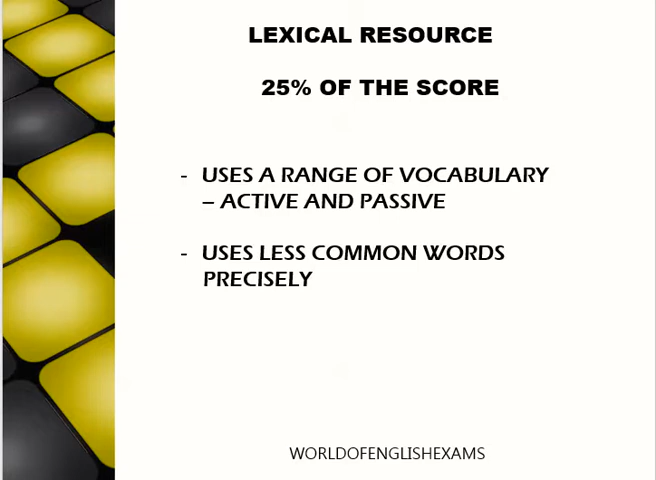 LEXICAL RESOURCE
25% OF THE SCORE
- USES A RANGE OF VOCABULARY
– ACTIVE AND PASSIVE
- USES LESS COMMON WORDS
PRECISELY
WORLDOFENGLISHEXAMS